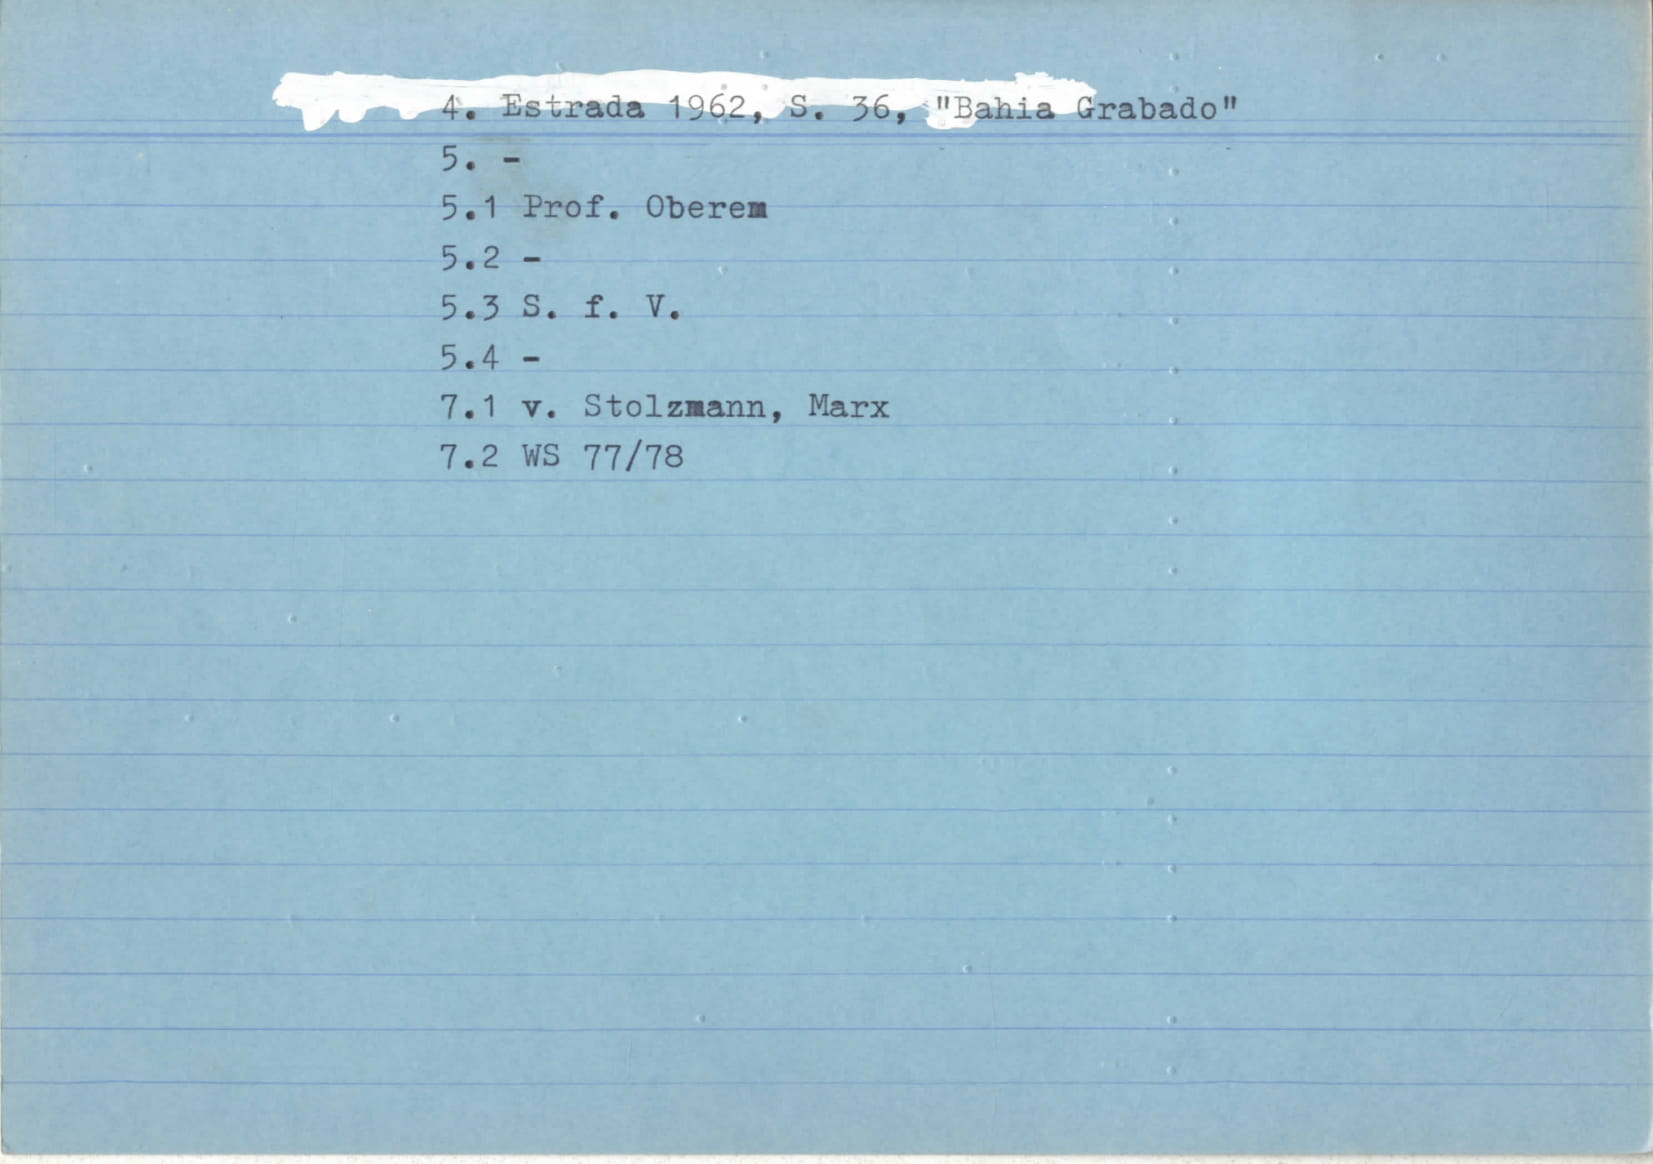 4. Estrada 1962, S. 36, "Bahia Grabado"
5. -
5.1 Prof. Oberem
5.2 -
5.3 S. f. V.
5.4 -
7.1 v. Stolzmann, Marx
7.2 WS 77/78